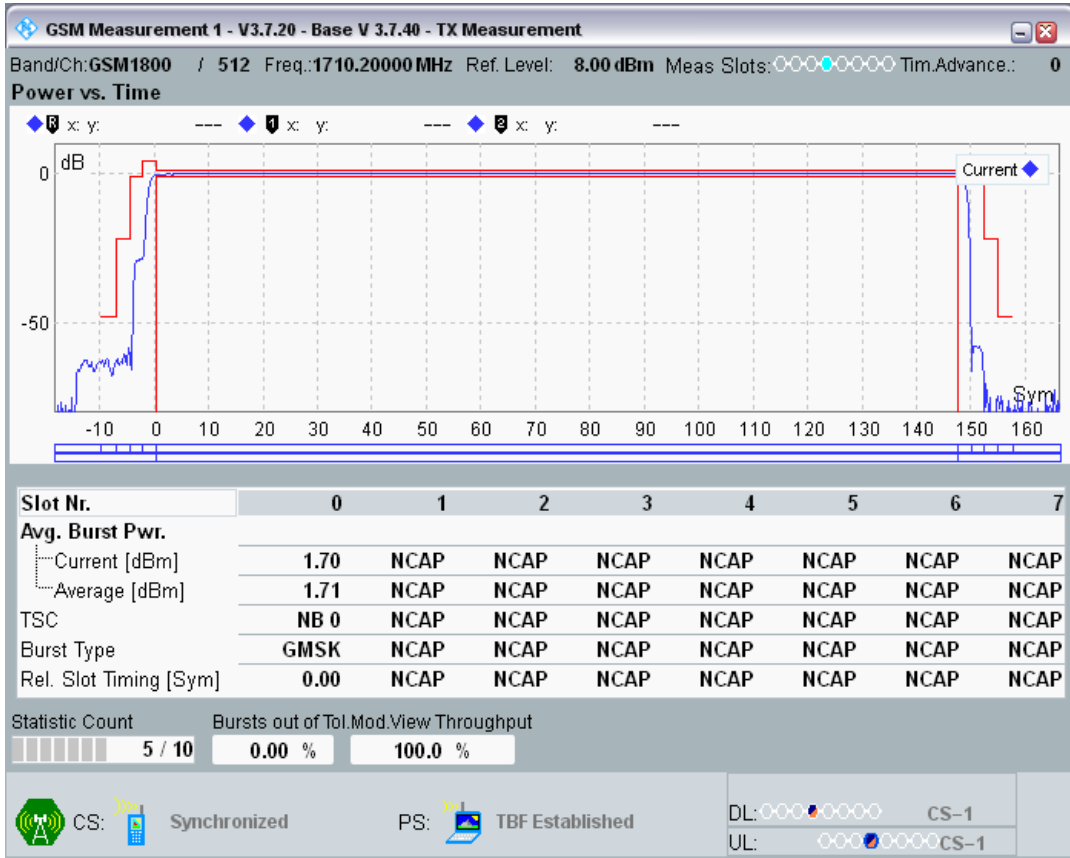 GSM Measurement 1 - V3.7.20 - Base V 3.7.40 - TX Measurement
Band/Ch:GSM1800 / 512 Freq.:1710.20000 MHz Ref. Level: 8.00 dBm Meas Slots: Tim.Advance.: 0
Power vs. Time
R x: y: --- 1 x: y: --- 2 x: y: ---
dB
Current
0
-50
Sym
-10 0 10 20 30 40 50 60 70 80 90 100 110 120 130 140 150 160
Slot Nr. 0 1 2 3 4 5 6 7
Avg. Burst Pwr.
Current [dBm] 1.70 NCAP NCAP NCAP NCAP NCAP NCAP NCAP
Average [dBm] 1.71 NCAP NCAP NCAP NCAP NCAP NCAP NCAP
TSC NB 0 NCAP NCAP NCAP NCAP NCAP NCAP NCAP
Burst Type GMSK NCAP NCAP NCAP NCAP NCAP NCAP NCAP
Rel. Slot Timing [Sym] 0.00 NCAP NCAP NCAP NCAP NCAP NCAP NCAP
Statistic Count Bursts out of Tol.Mod.View Throughput
5 / 10 0.00 % 100.0 %
CS: Synchronized PS: TBF Established
DL: CS-1
UL: CS-1